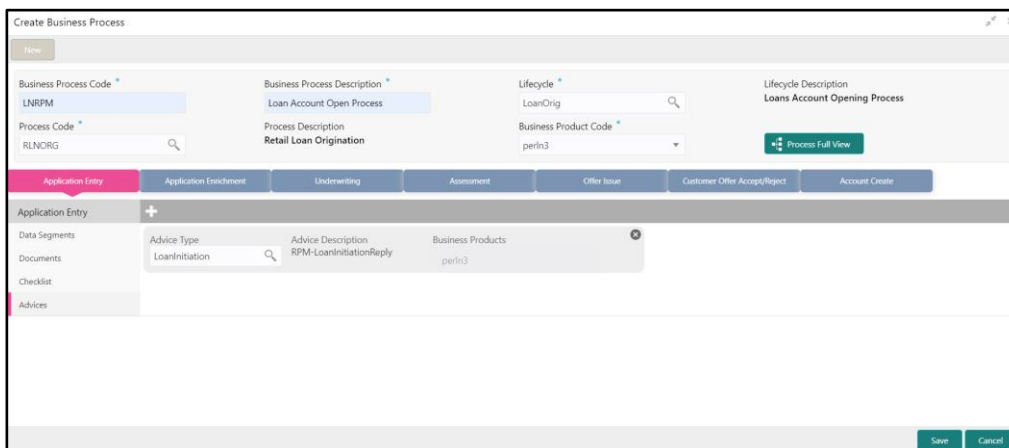 Create Business Process
New
Business Process Code *
Business Process Description *
Lifecycle *
Lifecycle Description
LNRPM
Loan Account Open Process
LoanOrig
Loans Account Opening Process
Process Code *
Process Description
Business Product Code *
RLNORG
Retail Loan Origination
perln3
Process Full View
Application Entry
Application Enrichment
Underwriting
Assessment
Offer Issue
Customer Offer Accept/Reject
Account Create
Application Entry
Data Segments
Documents
Checklist
Advices
Advice Type
Advice Description
Business Products
LoanInitiation
RPM-LoanInitiationReply
perln3
Save
Cancel